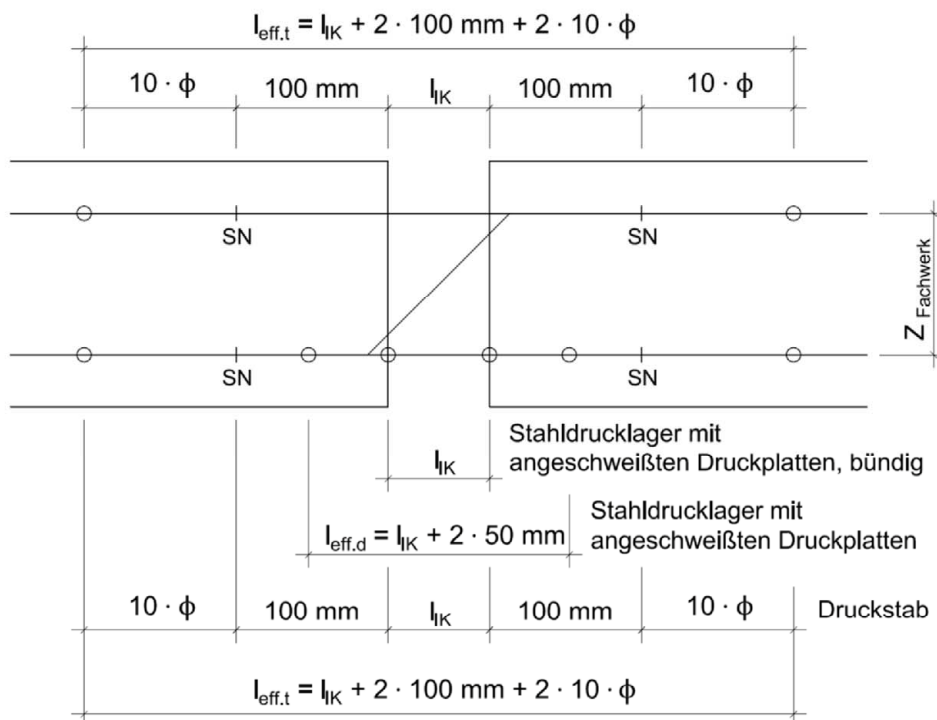 l_eff.t = l_IK + 2 · 100 mm + 2 · 10 · ϕ
10 · ϕ 100 mm l_IK 100 mm 10 · ϕ
SN SN
Z_Fachwerk
SN SN
Stahldrucklager mit
l_IK angeschweißten Druckplatten, bündig
Stahldrucklager mit
l_eff.d = l_IK + 2 · 50 mm angeschweißten Druckplatten
10 · ϕ 100 mm l_IK 100 mm 10 · ϕ Druckstab
l_eff.t = l_IK + 2 · 100 mm + 2 · 10 · ϕ